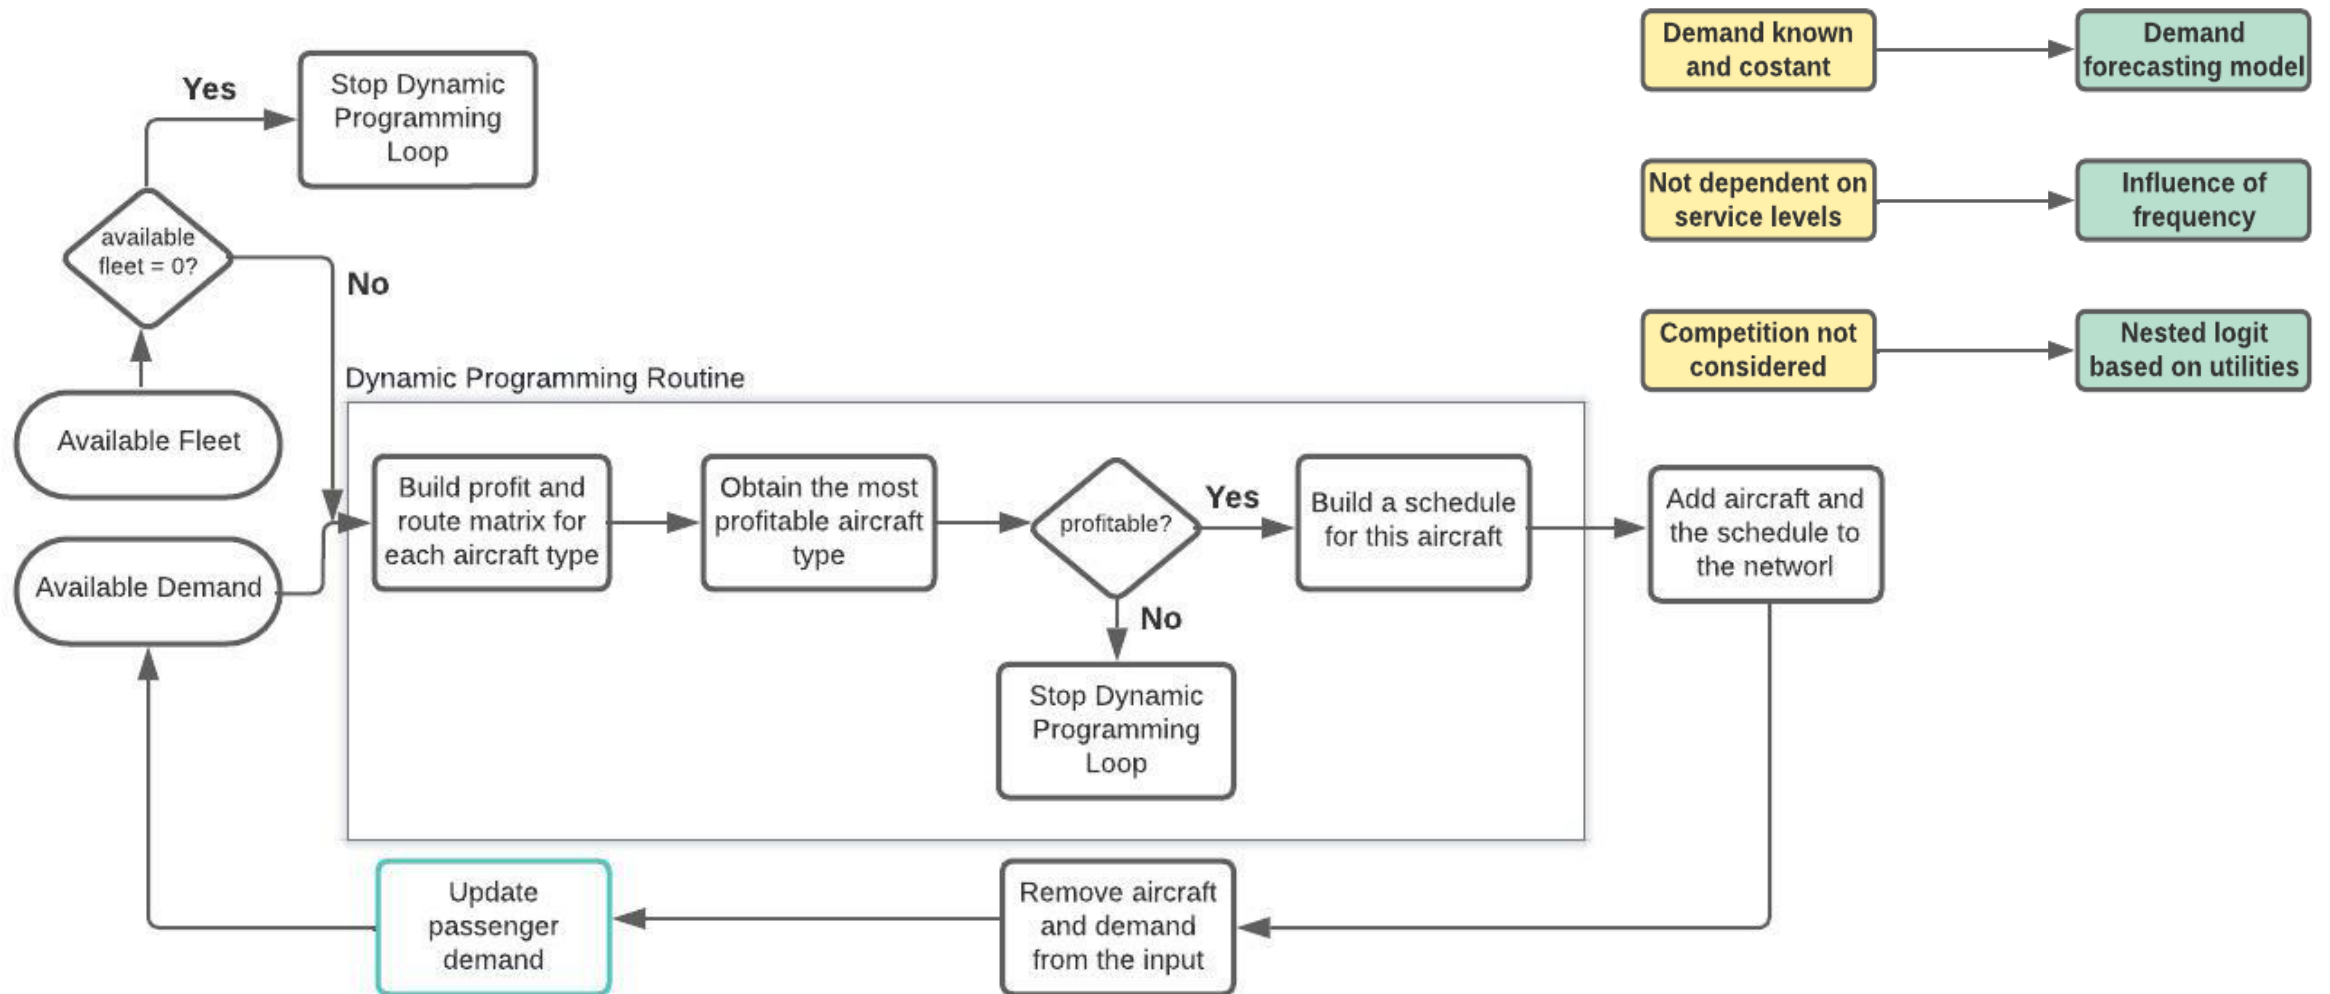 Yes
Stop Dynamic
Programming
Loop
available
fleet = 0?
No
Available Fleet
Available Demand
Dynamic Programming Routine
Build profit and
route matrix for
each aircraft type
Obtain the most
profitable aircraft
type
profitable?
Yes
Build a schedule
for this aircraft
No
Stop Dynamic
Programming
Loop
Add aircraft and
the schedule to
the networl
Remove aircraft
and demand
from the input
Update
passenger
demand
Demand known
and costant
Demand
forecasting model
Not dependent on
service levels
Influence of
frequency
Competition not
considered
Nested logit
based on utilities